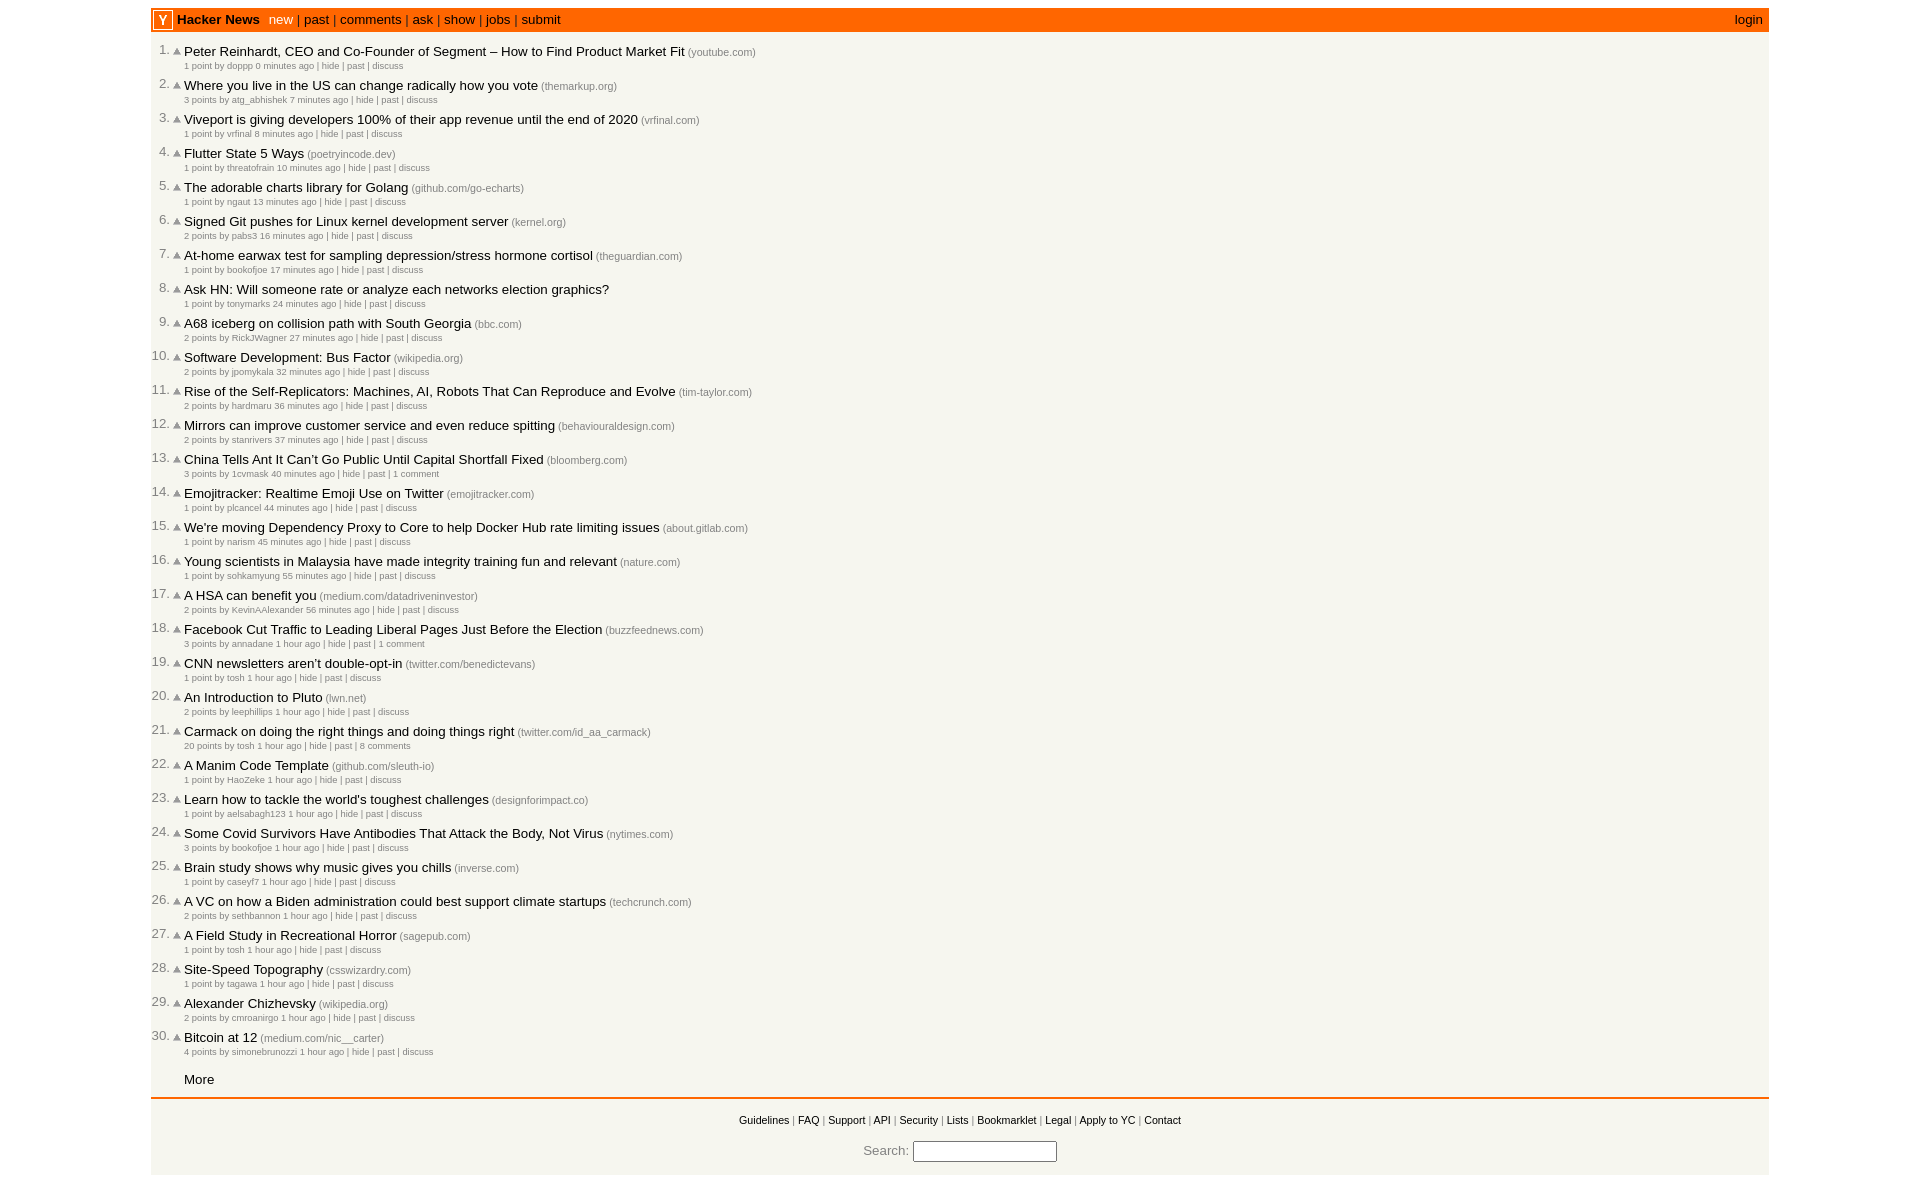 Y Hacker News new | past | comments | ask | show | jobs | submit login
1. Peter Reinhardt, CEO and Co-Founder of Segment – How to Find Product Market Fit (youtube.com)
1 point by doppp 0 minutes ago | hide | past | discuss
2. Where you live in the US can change radically how you vote (themarkup.org)
3 points by atg_abhishek 7 minutes ago | hide | past | discuss
3. Viveport is giving developers 100% of their app revenue until the end of 2020 (vrfinal.com)
1 point by vrfinal 8 minutes ago | hide | past | discuss
4. Flutter State 5 Ways (poetryincode.dev)
1 point by threatofrain 10 minutes ago | hide | past | discuss
5. The adorable charts library for Golang (github.com/go-echarts)
1 point by ngaut 13 minutes ago | hide | past | discuss
6. Signed Git pushes for Linux kernel development server (kernel.org)
2 points by pabs3 16 minutes ago | hide | past | discuss
7. At-home earwax test for sampling depression/stress hormone cortisol (theguardian.com)
1 point by bookofjoe 17 minutes ago | hide | past | discuss
8. Ask HN: Will someone rate or analyze each networks election graphics?
1 point by tonymarks 24 minutes ago | hide | past | discuss
9. A68 iceberg on collision path with South Georgia (bbc.com)
2 points by RickJWagner 27 minutes ago | hide | past | discuss
10. Software Development: Bus Factor (wikipedia.org)
2 points by jpomykala 32 minutes ago | hide | past | discuss
11. Rise of the Self-Replicators: Machines, AI, Robots That Can Reproduce and Evolve (tim-taylor.com)
2 points by hardmaru 36 minutes ago | hide | past | discuss
12. Mirrors can improve customer service and even reduce spitting (behaviouraldesign.com)
2 points by stanrivers 37 minutes ago | hide | past | discuss
13. China Tells Ant It Can’t Go Public Until Capital Shortfall Fixed (bloomberg.com)
3 points by 1cvmask 40 minutes ago | hide | past | 1 comment
14. Emojitracker: Realtime Emoji Use on Twitter (emojitracker.com)
1 point by plcancel 44 minutes ago | hide | past | discuss
15. We're moving Dependency Proxy to Core to help Docker Hub rate limiting issues (about.gitlab.com)
1 point by narism 45 minutes ago | hide | past | discuss
16. Young scientists in Malaysia have made integrity training fun and relevant (nature.com)
1 point by sohkamyung 55 minutes ago | hide | past | discuss
17. A HSA can benefit you (medium.com/datadriveninvestor)
2 points by KevinAAlexander 56 minutes ago | hide | past | discuss
18. Facebook Cut Traffic to Leading Liberal Pages Just Before the Election (buzzfeednews.com)
3 points by annadane 1 hour ago | hide | past | 1 comment
19. CNN newsletters aren’t double-opt-in (twitter.com/benedictevans)
1 point by tosh 1 hour ago | hide | past | discuss
20. An Introduction to Pluto (lwn.net)
2 points by leephillips 1 hour ago | hide | past | discuss
21. Carmack on doing the right things and doing things right (twitter.com/id_aa_carmack)
20 points by tosh 1 hour ago | hide | past | 8 comments
22. A Manim Code Template (github.com/sleuth-io)
1 point by HaoZeke 1 hour ago | hide | past | discuss
23. Learn how to tackle the world's toughest challenges (designforimpact.co)
1 point by aelsabagh123 1 hour ago | hide | past | discuss
24. Some Covid Survivors Have Antibodies That Attack the Body, Not Virus (nytimes.com)
3 points by bookofjoe 1 hour ago | hide | past | discuss
25. Brain study shows why music gives you chills (inverse.com)
1 point by caseyf7 1 hour ago | hide | past | discuss
26. A VC on how a Biden administration could best support climate startups (techcrunch.com)
2 points by sethbannon 1 hour ago | hide | past | discuss
27. A Field Study in Recreational Horror (sagepub.com)
1 point by tosh 1 hour ago | hide | past | discuss
28. Site-Speed Topography (csswizardry.com)
1 point by tagawa 1 hour ago | hide | past | discuss
29. Alexander Chizhevsky (wikipedia.org)
2 points by cmroanirgo 1 hour ago | hide | past | discuss
30. Bitcoin at 12 (medium.com/nic__carter)
4 points by simonebrunozzi 1 hour ago | hide | past | discuss
More
Guidelines | FAQ | Support | API | Security | Lists | Bookmarklet | Legal | Apply to YC | Contact
Search: